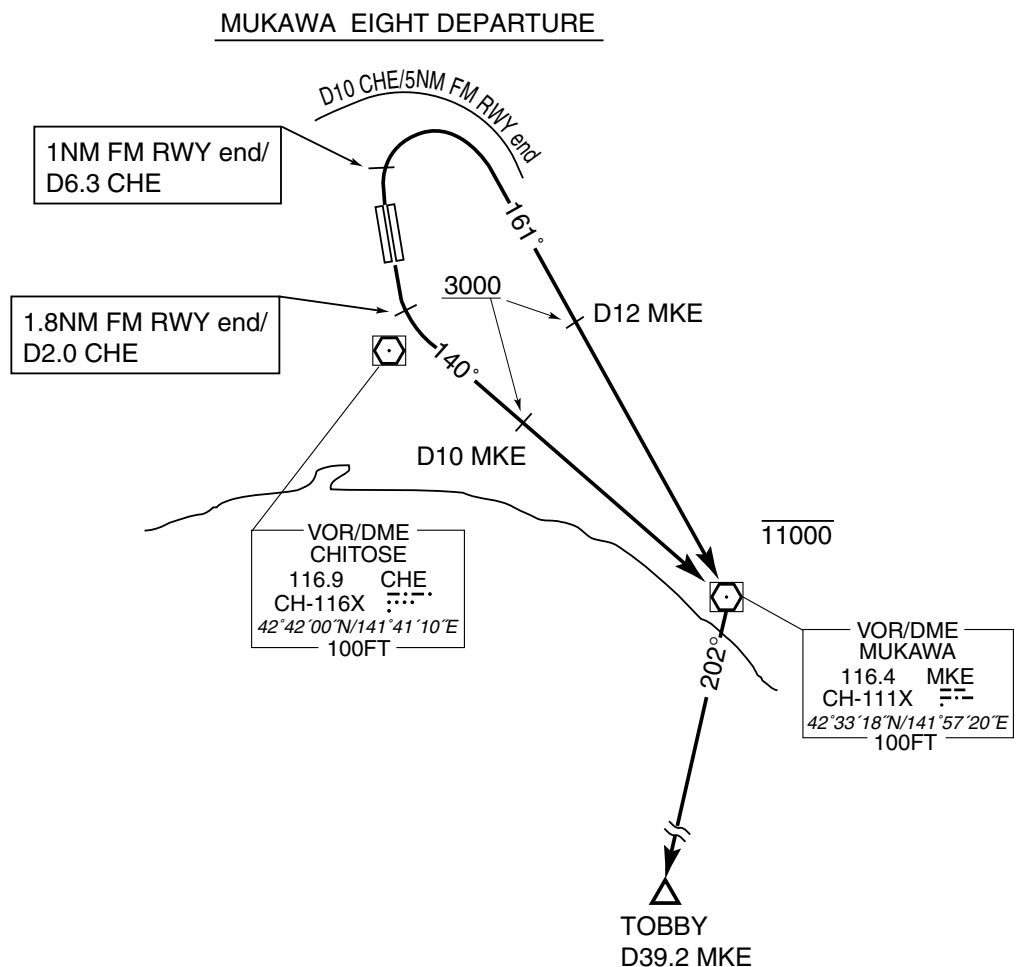 MUKAWA EIGHT DEPARTURE
D10 CHE/5NM FM RWY end
1NM FM RWY end/
D6.3 CHE
161°
3000
D12 MKE
1.8NM FM RWY end/
D2.0 CHE
140°
D10 MKE
11000
VOR/DME
CHITOSE
116.9 CHE
CH-116X
42°42′00″N/141°41′10″E
100FT
VOR/DME
MUKAWA
116.4 MKE
CH-111X
42°33′18″N/141°57′20″E
100FT
202°
TOBBY
D39.2 MKE